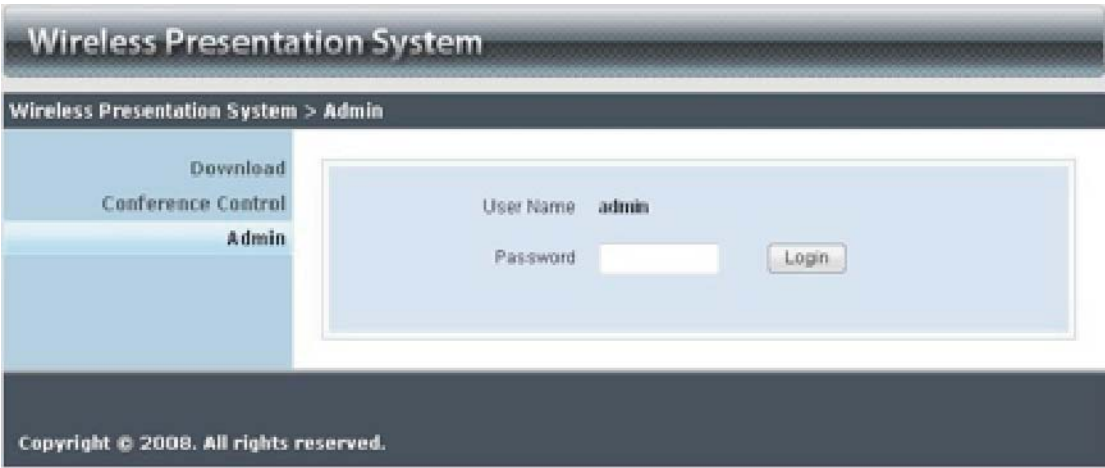 Wireless Presentation System
Wireless Presentation System > Admin
Download
Conference Control
Admin
User Name admin
Password Login
Copyright © 2008. All rights reserved.